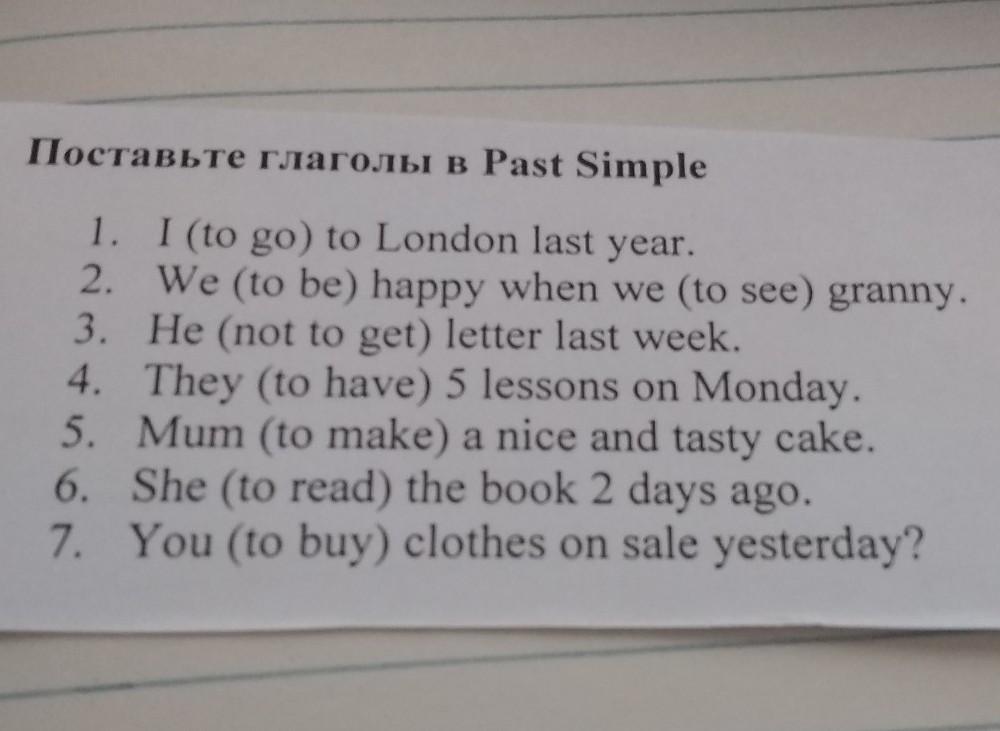 Поставьте глаголы в Past Simple
1. I (to go) to London last year.
2. We (to be) happy when we (to see) granny.
3. He (not to get) letter last week.
4. They (to have) 5 lessons on Monday.
5. Mum (to make) a nice and tasty cake.
6. She (to read) the book 2 days ago.
7. You (to buy) clothes on sale yesterday?